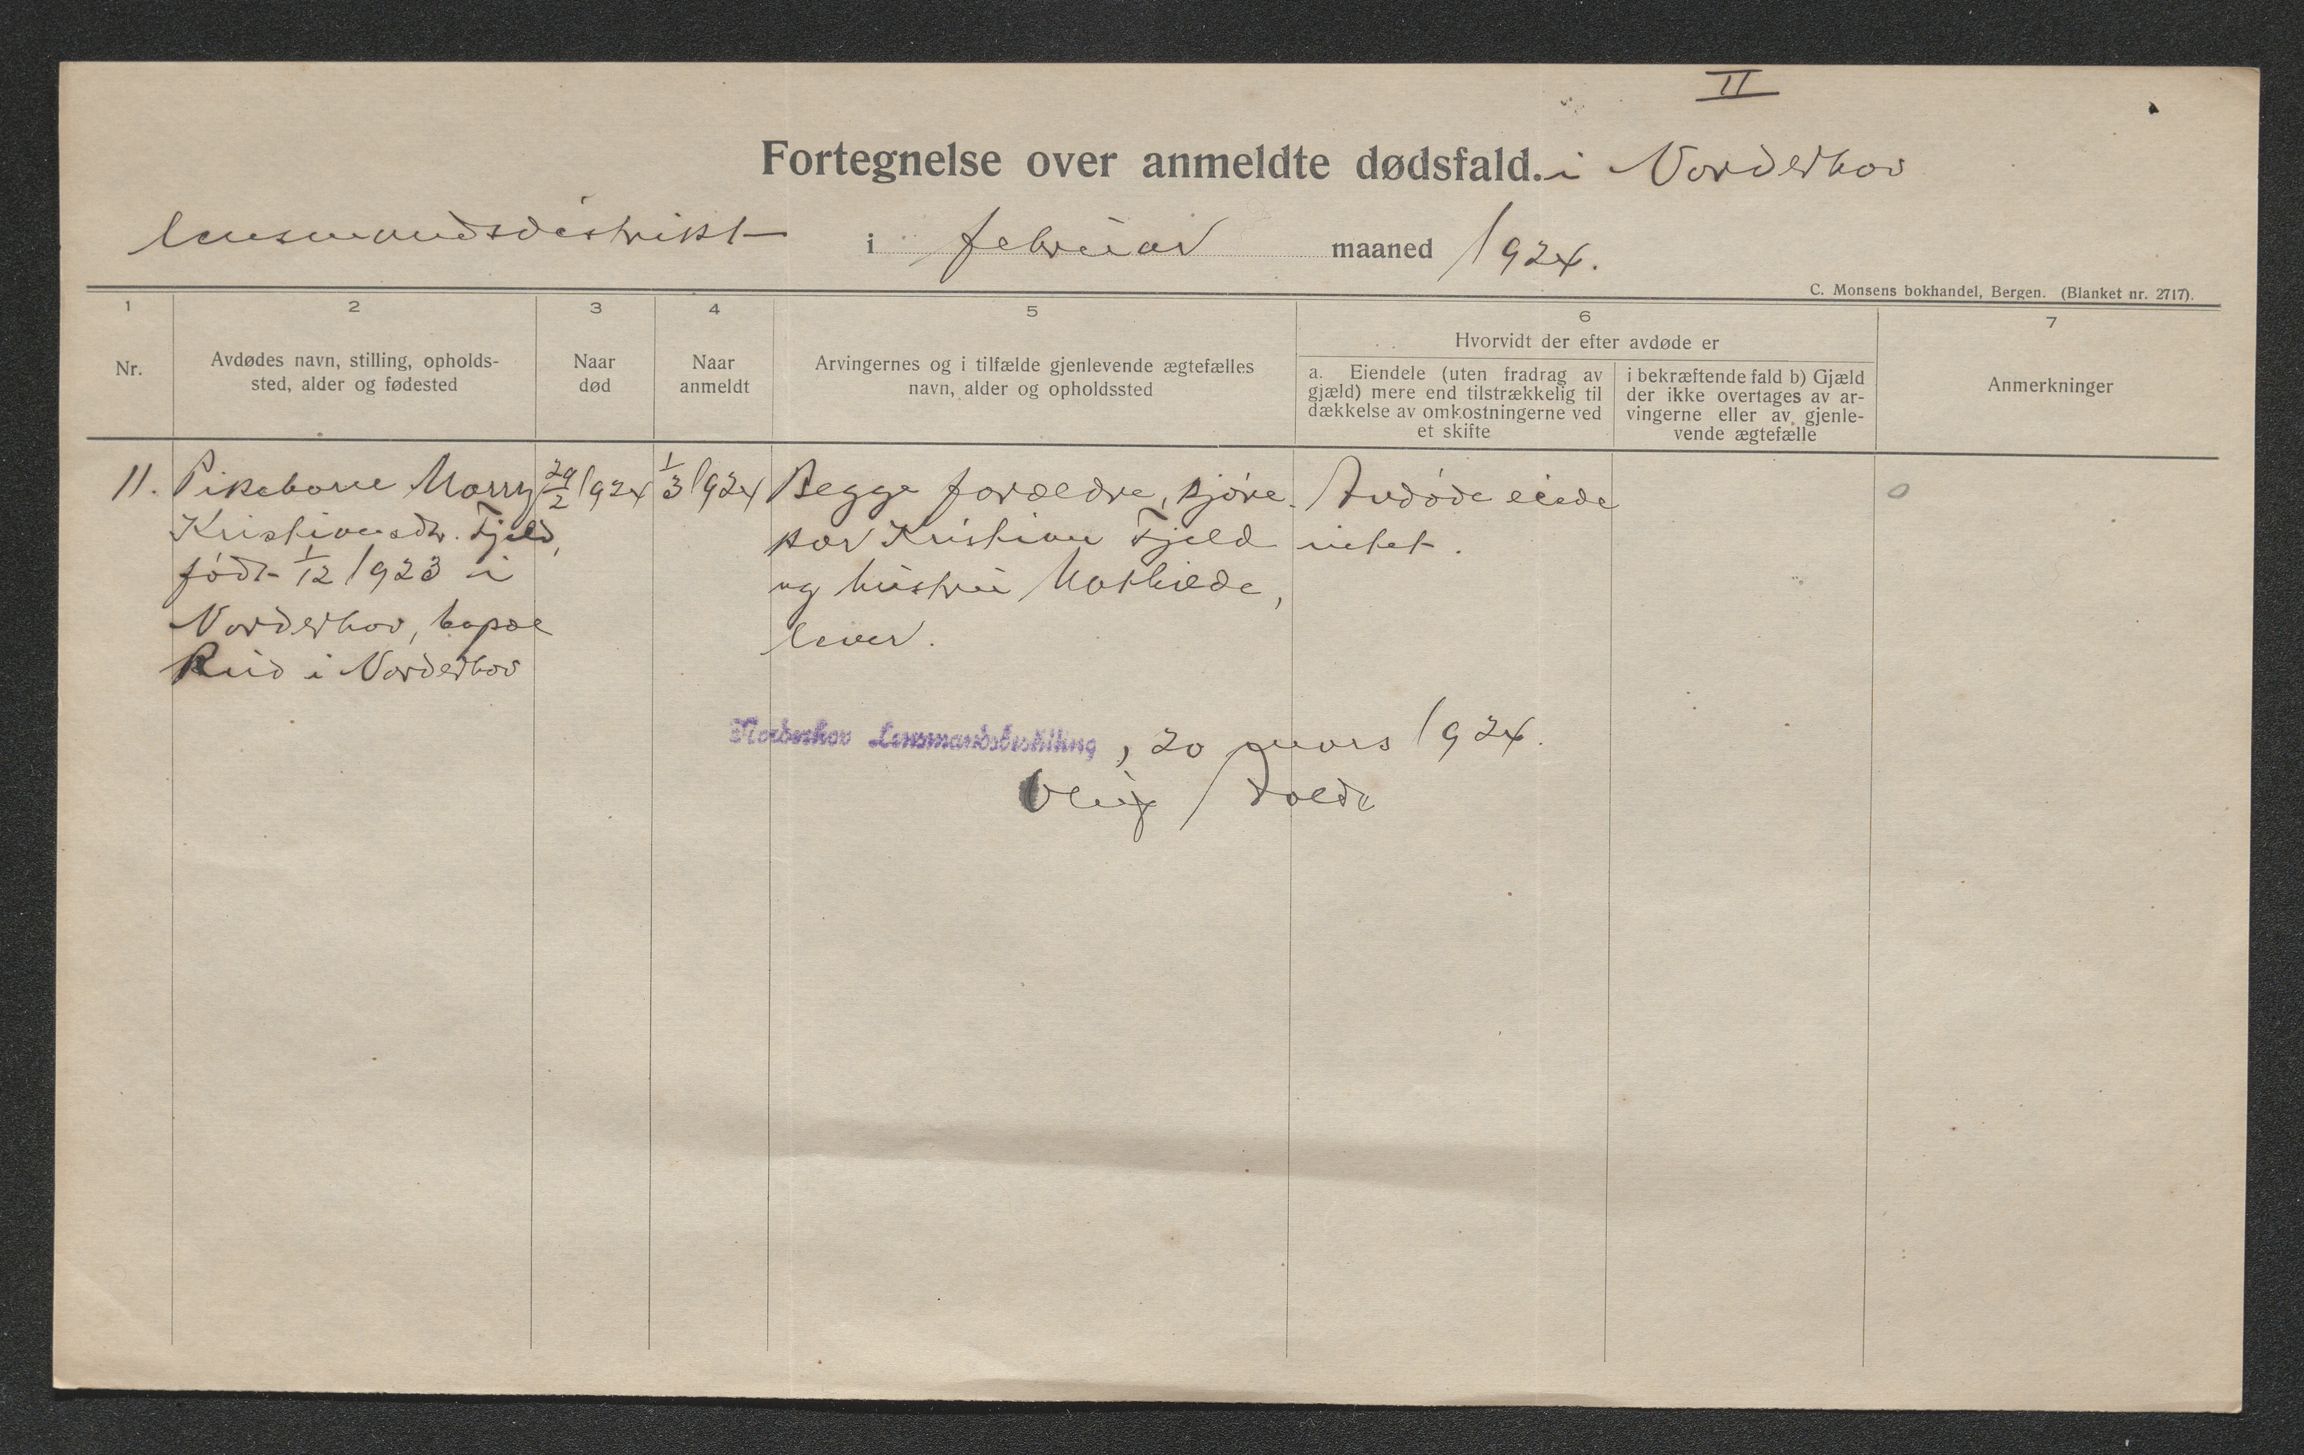 II
Fortegnelse over anmeldte dødsfald. i Norderhov
lensmandsdistrikt i februar maaned 1924.
C. Monsens bokhandel, Bergen. (Blanket nr. 2717).
1 2 3 4 5 6 7
Nr.
Avdødes navn, stilling, opholds-
sted, alder og fødested
Naar
død
Naar
anmeldt
Arvingernes og i tilfælde gjenlevende ægtefælles
navn, alder og opholdssted
Hvorvidt der efter avdøde er
a. Eiendele (uten fradrag av
gjæld) mere end tilstrækkelig til
dækkelse av omkostningerne ved
et skifte
i bekræftende fald b) Gjæld
der ikke overtages av ar-
vingerne eller av gjenle-
vende ægtefælle
Anmerkninger
11.
Pikebarn Marry
Kristiansdtr. Fjeld,
født 1/12 1923 i
Norderhov, bopæl
Rud i Norderhov
29/2 1924
1/3 1924
Begge forældre, kjøre-
kar Kristian Fjeld
og hustru Mathilde,
lever.
Avdøde eiede
intet.
0
Norderhov Lensmandsbestilling, 20 mars 1924.